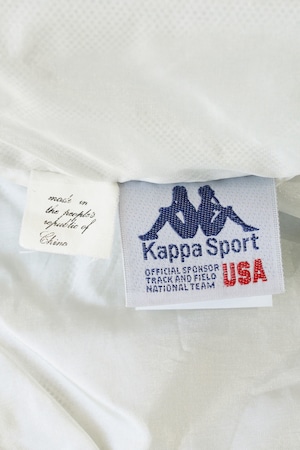 made in
the people's
republic of
China
Kappa Sport
OFFICIAL SPONSOR
TRACK AND FIELD
NATIONAL TEAM
USA